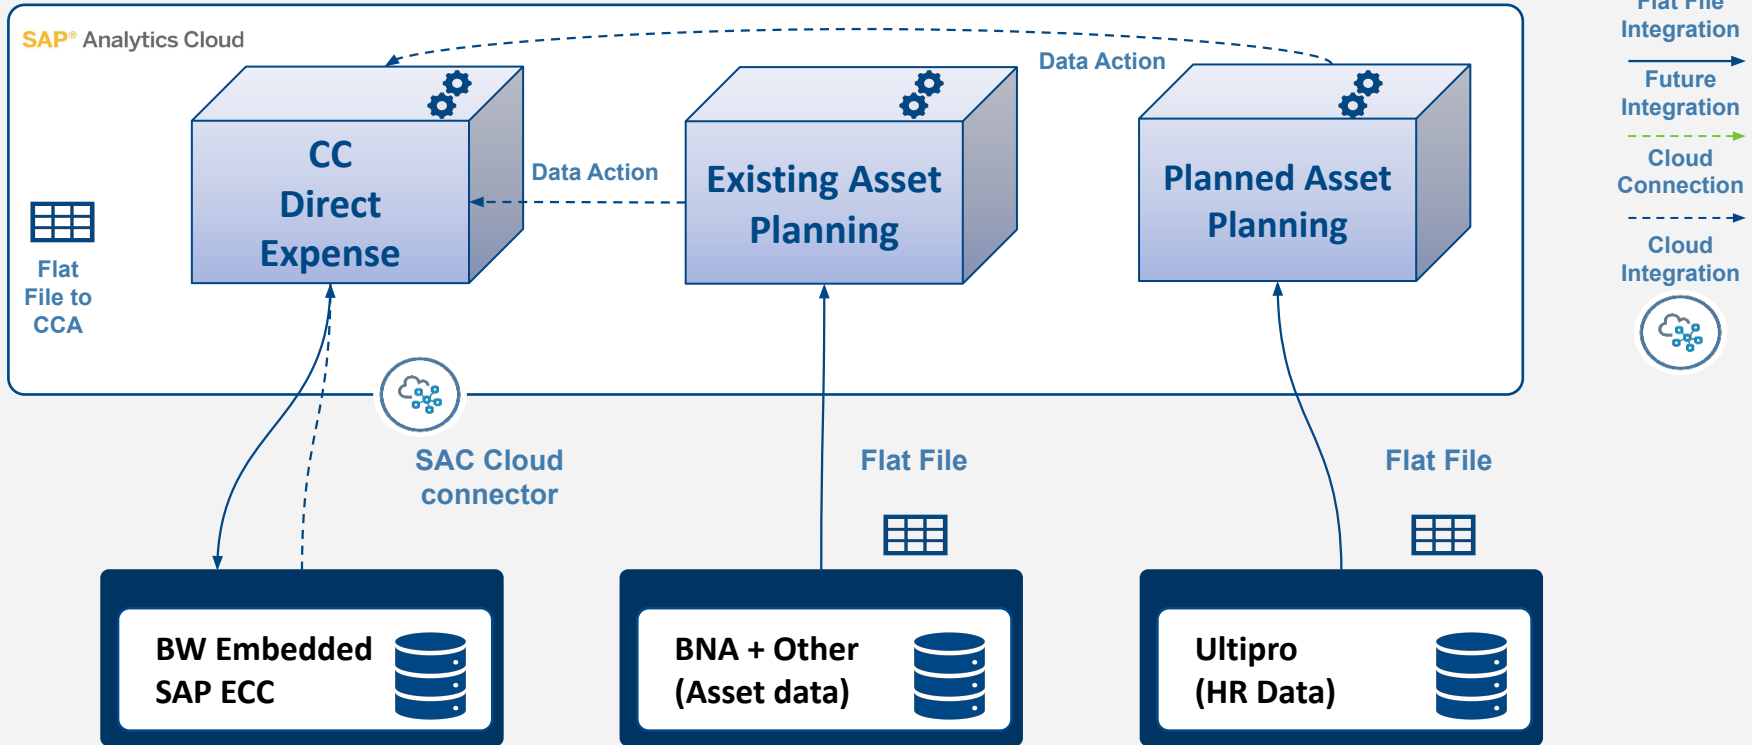 SAP® Analytics Cloud
Data Action
CC
Direct
Expense
Data Action
Existing Asset
Planning
Planned Asset
Planning
Flat
File to
CCA
SAC Cloud
connector
Flat File
Flat File
BW Embedded
SAP ECC
BNA + Other
(Asset data)
Ultipro
(HR Data)
Flat File
Integration
Future
Integration
Cloud
Connection
Cloud
Integration